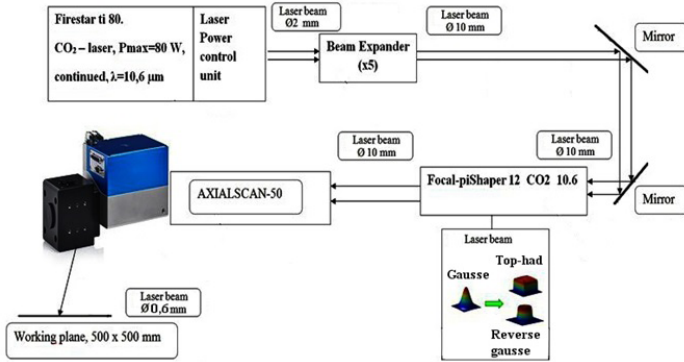 Firestar ti 80.
CO2 – laser, Pmax=80 W,
continued, λ=10,6 μm
Laser
Power
control
unit
Laser beam
Ø2 mm
Beam Expander
(x5)
Laser beam
Ø 10 mm
Mirror
Laser beam
Ø 10 mm
Laser beam
Ø 10 mm
AXIALSCAN-50
Focal-piShaper 12 CO2 10.6
Mirror
Laser beam
Gausse
Top-had
Reverse
gausse
Laser beam
Ø 0,6 mm
Working plane, 500 x 500 mm